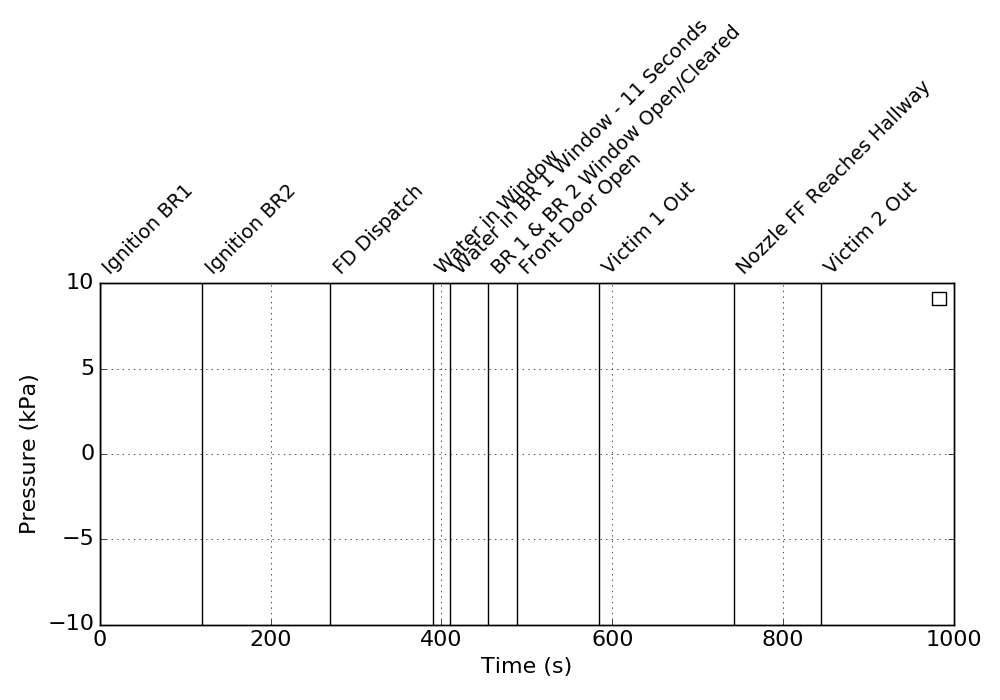 Ignition BR1
Ignition BR2
FD Dispatch
Water in Window
Water in BR 1 Window - 11 Seconds
BR 1 & BR 2 Window Open/Cleared
Front Door Open
Victim 1 Out
Nozzle FF Reaches Hallway
Victim 2 Out
10
5
0
−5
−10
Pressure (kPa)
0 200 400 600 800 1000
Time (s)